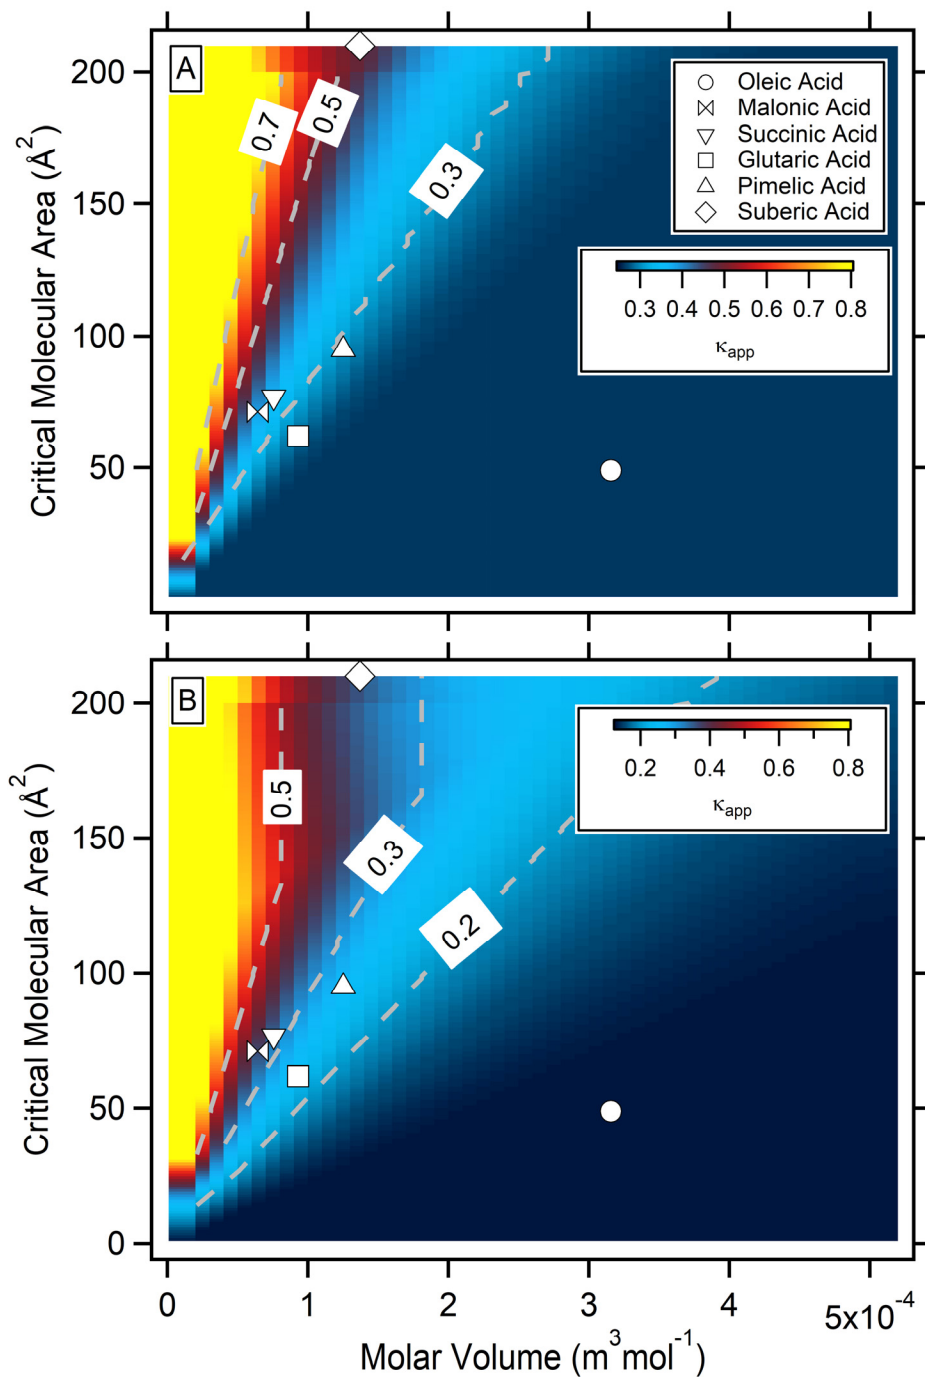 A
200
150
100
50
Critical Molecular Area (Å²)
0.7
0.5
0.3
Oleic Acid
Malonic Acid
Succinic Acid
Glutaric Acid
Pimelic Acid
Suberic Acid
0.3 0.4 0.5 0.6 0.7 0.8
κapp
B
200
150
100
50
0
Critical Molecular Area (Å²)
0.5
0.3
0.2
0.2 0.4 0.6 0.8
κapp
0 1 2 3 4 5x10⁻⁴
Molar Volume (m³mol⁻¹)